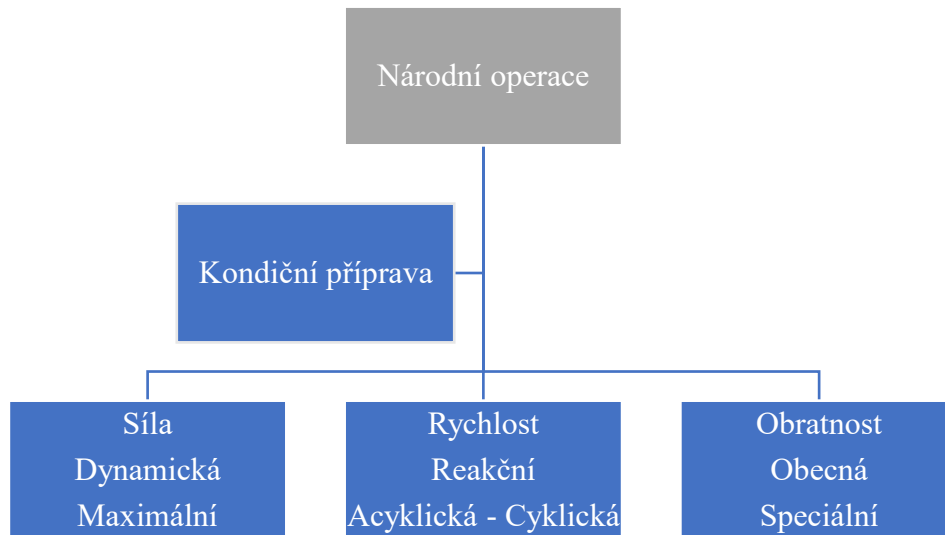 Národní operace
Kondiční příprava
Síla
Dynamická
Maximální
Rychlost
Reakční
Acyklická - Cyklická
Obratnost
Obecná
Speciální